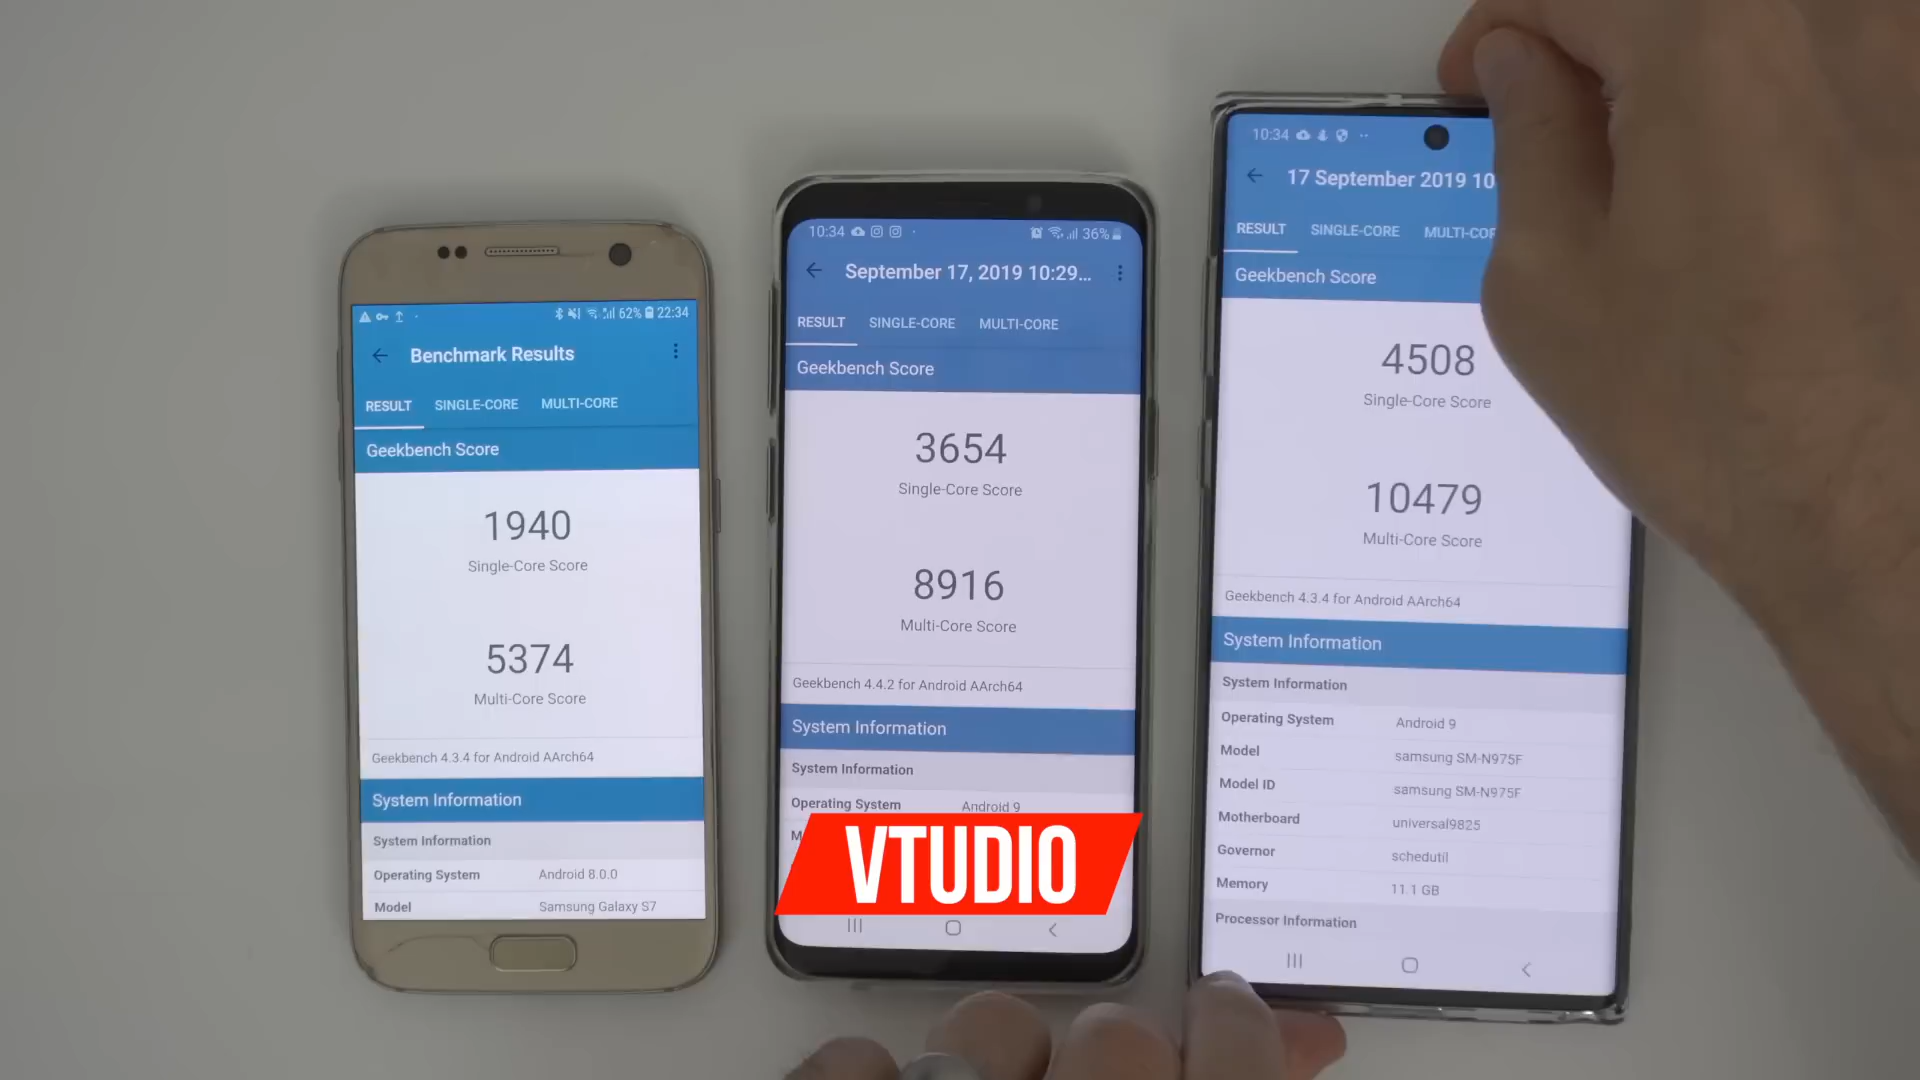 62% 22:34
Benchmark Results
RESULT SINGLE-CORE MULTI-CORE
Geekbench Score
1940
Single-Core Score
5374
Multi-Core Score
Geekbench 4.3.4 for Android AArch64
System Information
System Information
Operating System Android 8.0.0
Model Samsung Galaxy S7
10:34 36%
September 17, 2019 10:29...
RESULT SINGLE-CORE MULTI-CORE
Geekbench Score
3654
Single-Core Score
8916
Multi-Core Score
Geekbench 4.4.2 for Android AArch64
System Information
System Information
Operating System Android 9
VTUDIO
10:34
17 September 2019 10
RESULT SINGLE-CORE MULTI-COR
Geekbench Score
4508
Single-Core Score
10479
Multi-Core Score
Geekbench 4.3.4 for Android AArch64
System Information
System Information
Operating System Android 9
Model samsung SM-N975F
Model ID samsung SM-N975F
Motherboard universal9825
Governor schedutil
Memory 11.1 GB
Processor Information